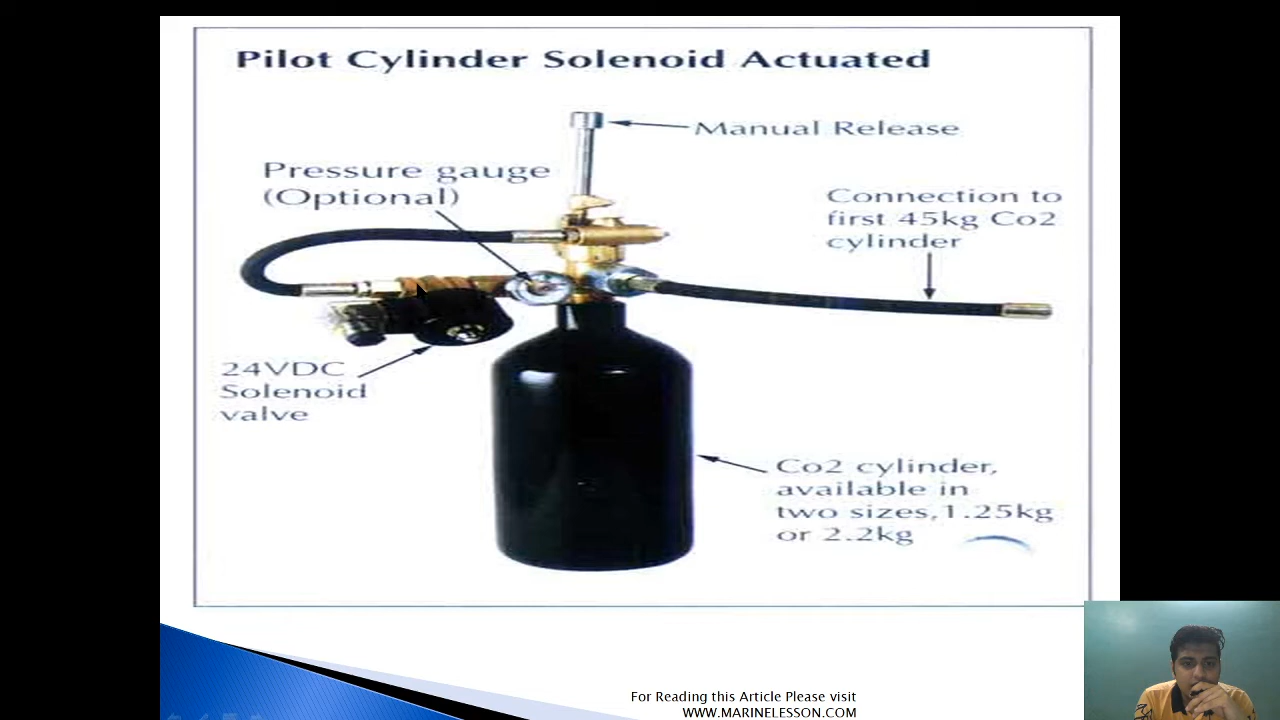 Pilot Cylinder Solenoid Actuated
Manual Release
Pressure gauge
(Optional)
Connection to
first 45kg Co2
cylinder
24VDC
Solenoid
valve
Co2 cylinder,
available in
two sizes,1.25kg
or 2.2kg
For Reading this Article Please visit
WWW.MARINELESSON.COM